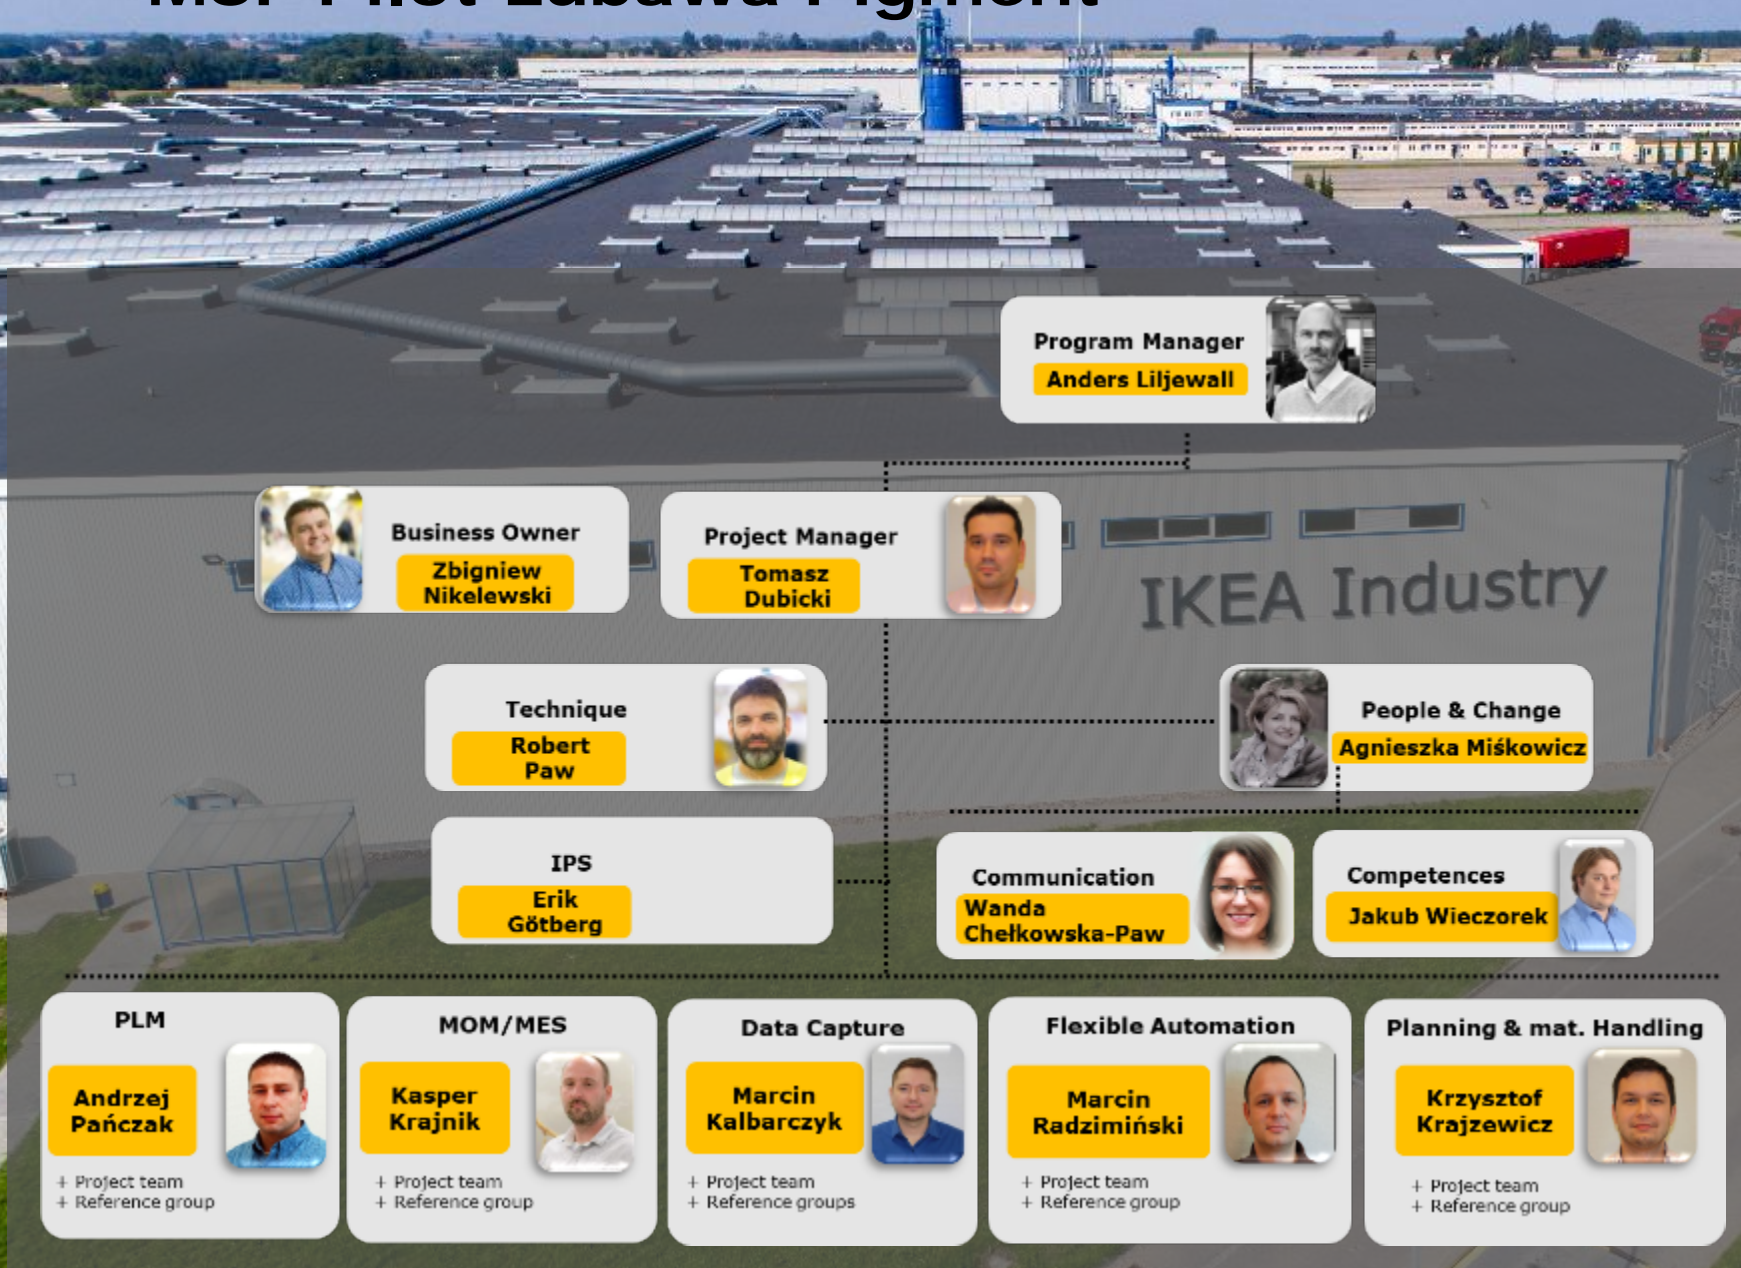 Program Manager
Anders Liljewall
Business Owner
Zbigniew
Nikelewski
Project Manager
Tomasz
Dubicki
IKEA Industry
Technique
Robert
Paw
People & Change
Agnieszka Miśkowicz
IPS
Erik
Götberg
Communication
Wanda
Chełkowska-Paw
Competences
Jakub Wieczorek
PLM
Andrzej
Pańczak
+ Project team
+ Reference group
MOM/MES
Kasper
Krajnik
+ Project team
+ Reference group
Data Capture
Marcin
Kalbarczyk
+ Project team
+ Reference groups
Flexible Automation
Marcin
Radzimiński
+ Project team
+ Reference group
Planning & mat. Handling
Krzysztof
Krajzewicz
+ Project team
+ Reference group